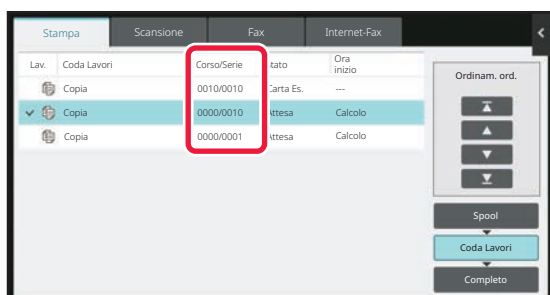 Stampa
Scansione
Fax
Internet-Fax
Lav.
Coda Lavori
Corso/Serie
tato
Ora
inizio
Copia
0010/0010
Carta Es.
---
Copia
0000/0010
Attesa
Calcolo
Copia
0000/0001
Attesa
Calcolo
Ordinam. ord.
Spool
Coda Lavori
Completo